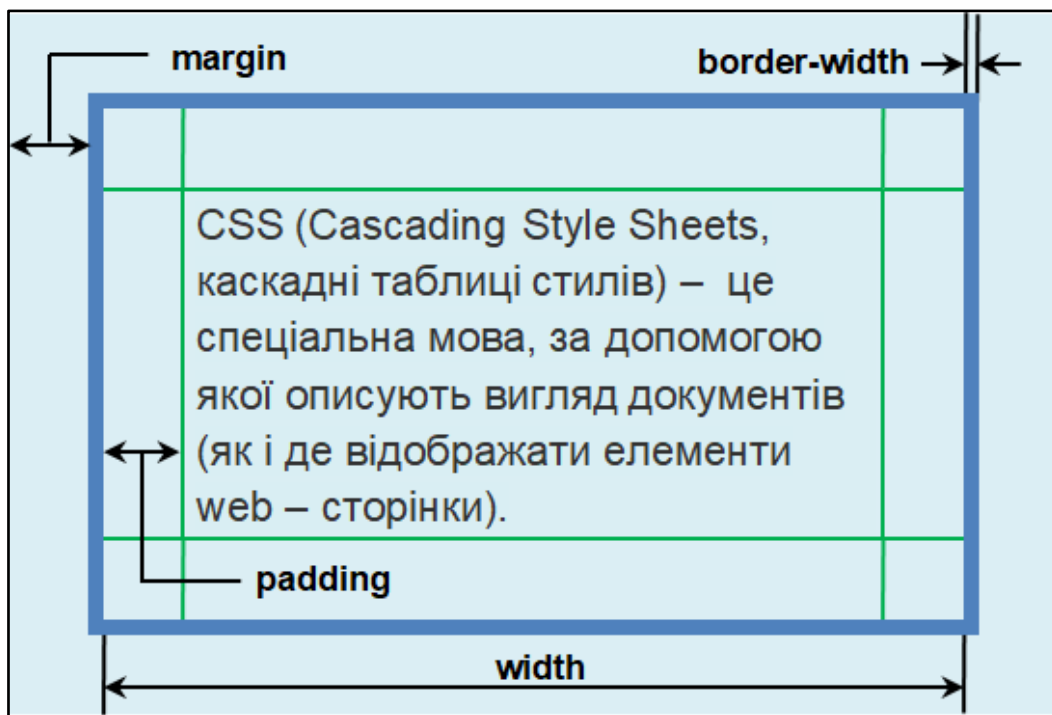 margin
border-width
CSS (Cascading Style Sheets,
каскадні таблиці стилів) – це
спеціальна мова, за допомогою
якої описують вигляд документів
(як і де відображати елементи
web – сторінки).
padding
width